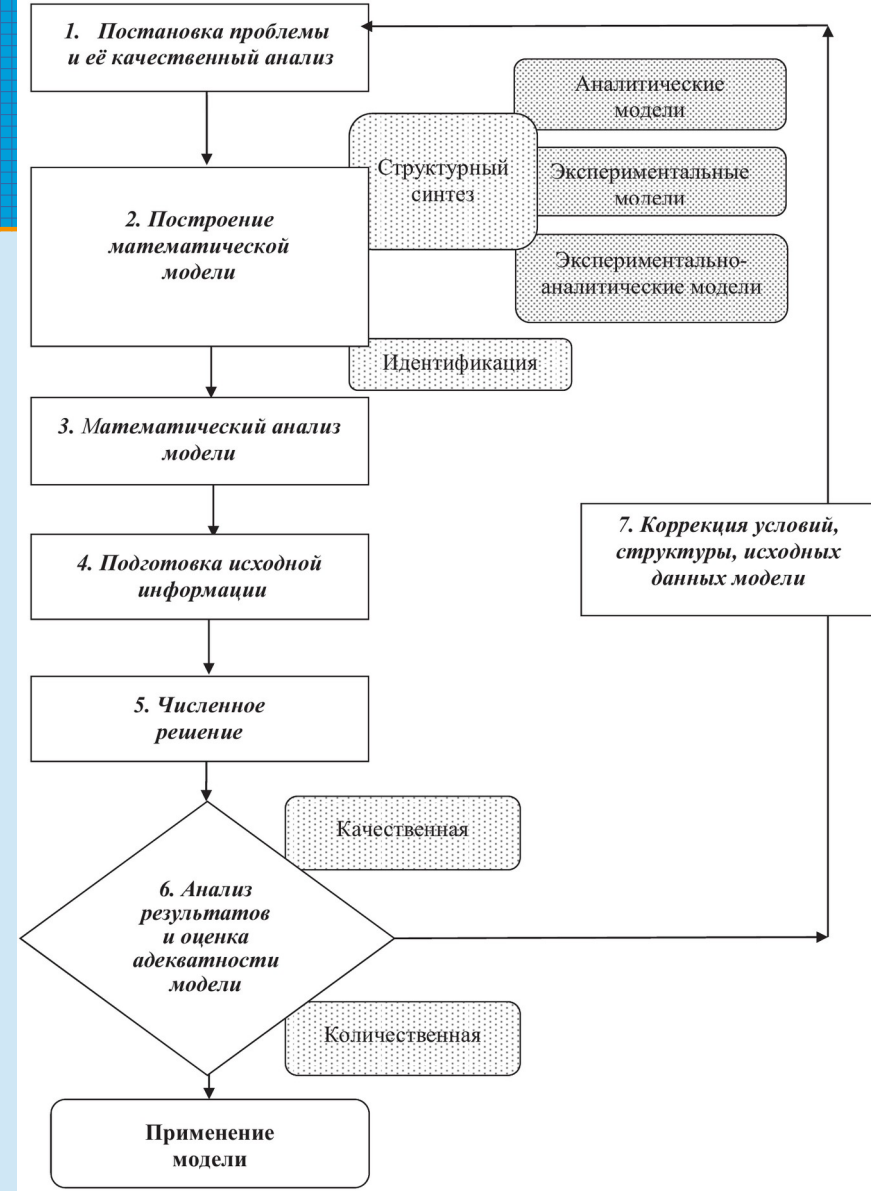 1. Постановка проблемы
и её качественный анализ
Аналитические
модели
Структурный
синтез
Экспериментальные
модели
2. Построение
математической
модели
Экспериментально-
аналитические модели
Идентификация
3. Математический анализ
модели
4. Подготовка исходной
информации
7. Коррекция условий,
структуры, исходных
данных модели
5. Численное
решение
Качественная
6. Анализ
результатов
и оценка
адекватности
модели
Количественная
Применение
модели